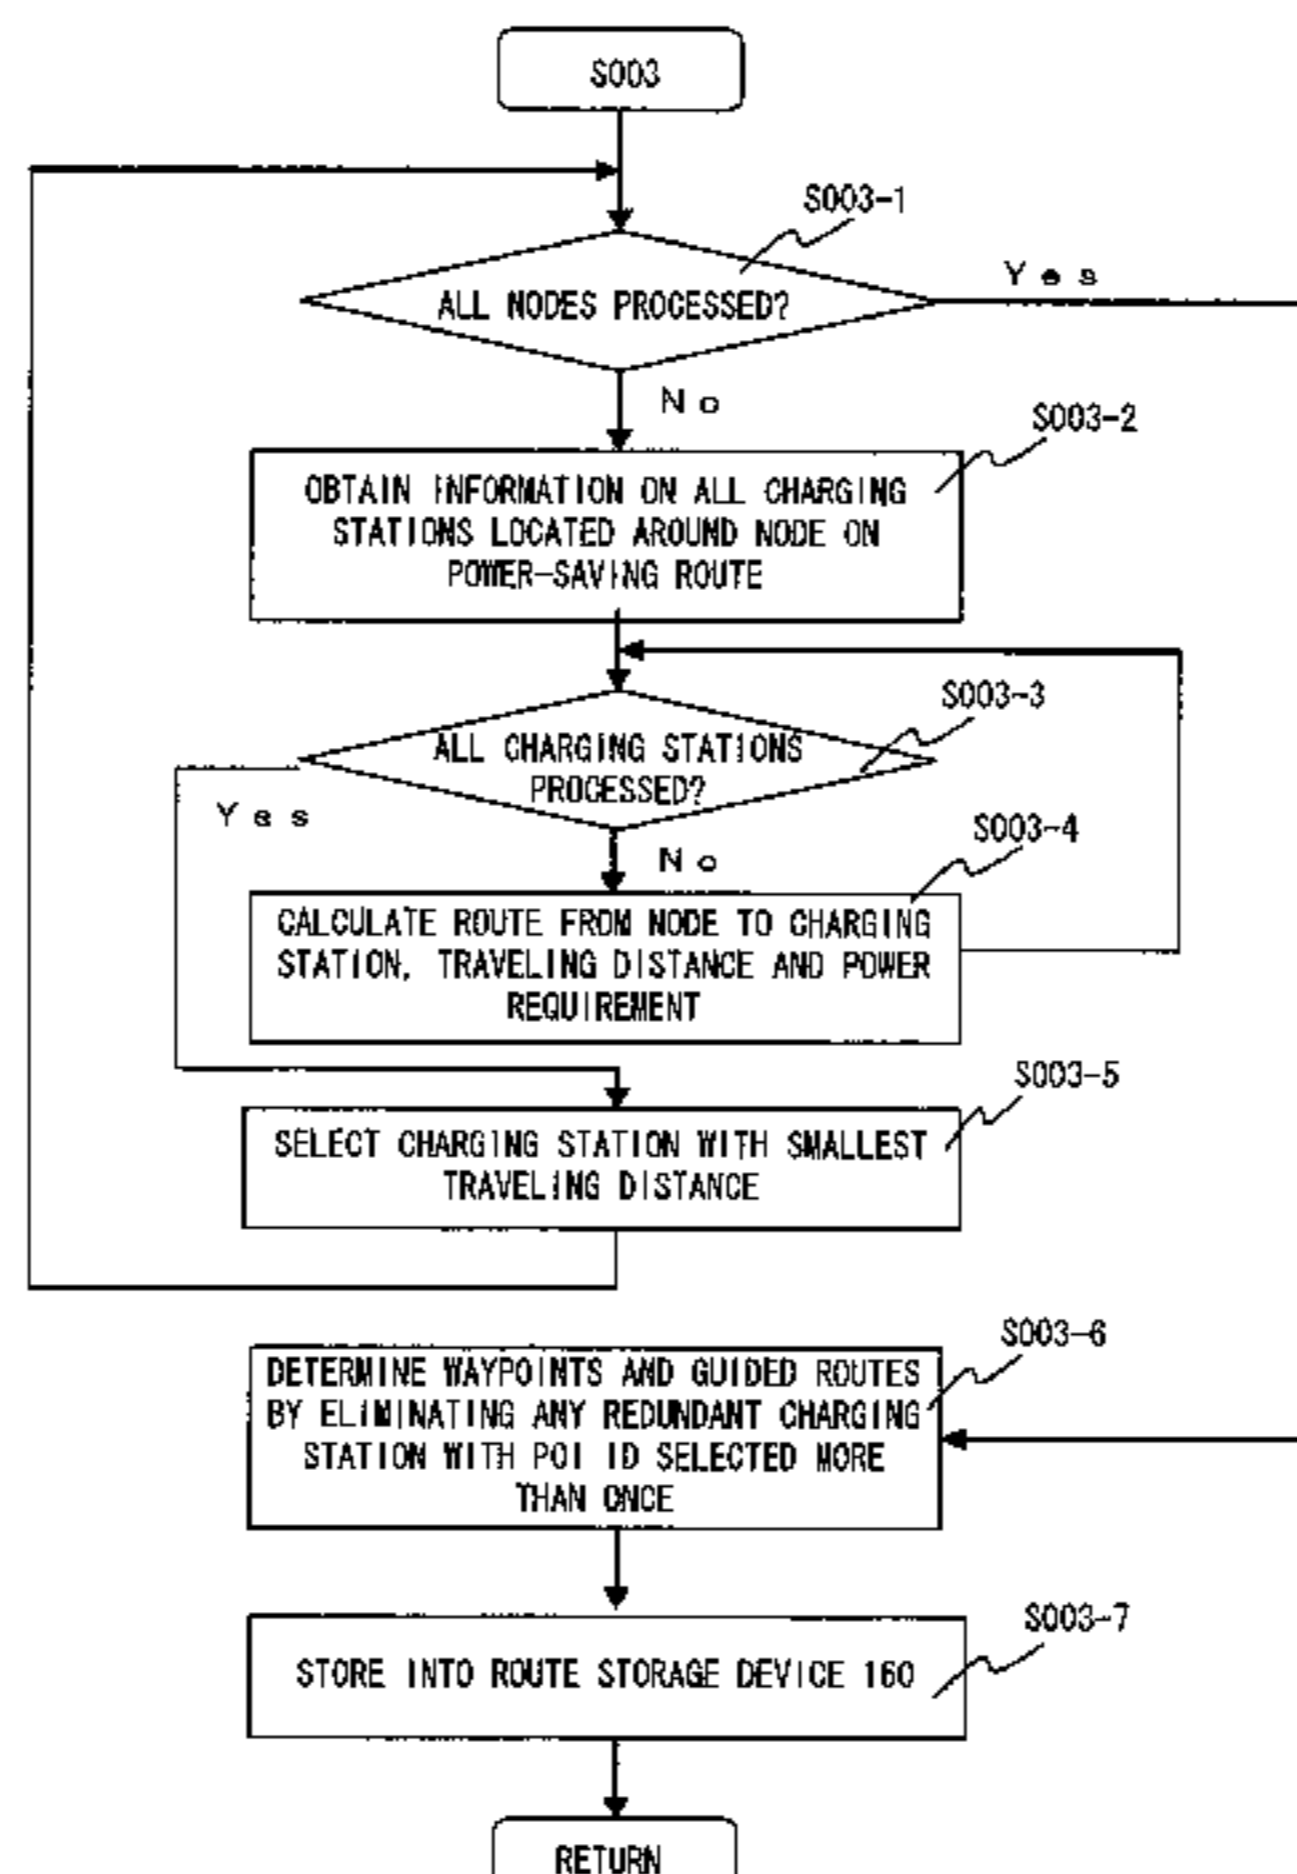 S003
S003-1
ALL NODES PROCESSED?
Yes
No
S003-2
OBTAIN INFORMATION ON ALL CHARGING
STATIONS LOCATED AROUND NODE ON
POWER-SAVING ROUTE
S003-3
ALL CHARGING STATIONS
PROCESSED?
Yes
No
S003-4
CALCULATE ROUTE FROM NODE TO CHARGING
STATION, TRAVELING DISTANCE AND POWER
REQUIREMENT
S003-5
SELECT CHARGING STATION WITH SMALLEST
TRAVELING DISTANCE
S003-6
DETERMINE WAYPOINTS AND GUIDED ROUTES
BY ELIMINATING ANY REDUNDANT CHARGING
STATION WITH POI ID SELECTED MORE
THAN ONCE
S003-7
STORE INTO ROUTE STORAGE DEVICE 160
RETURN